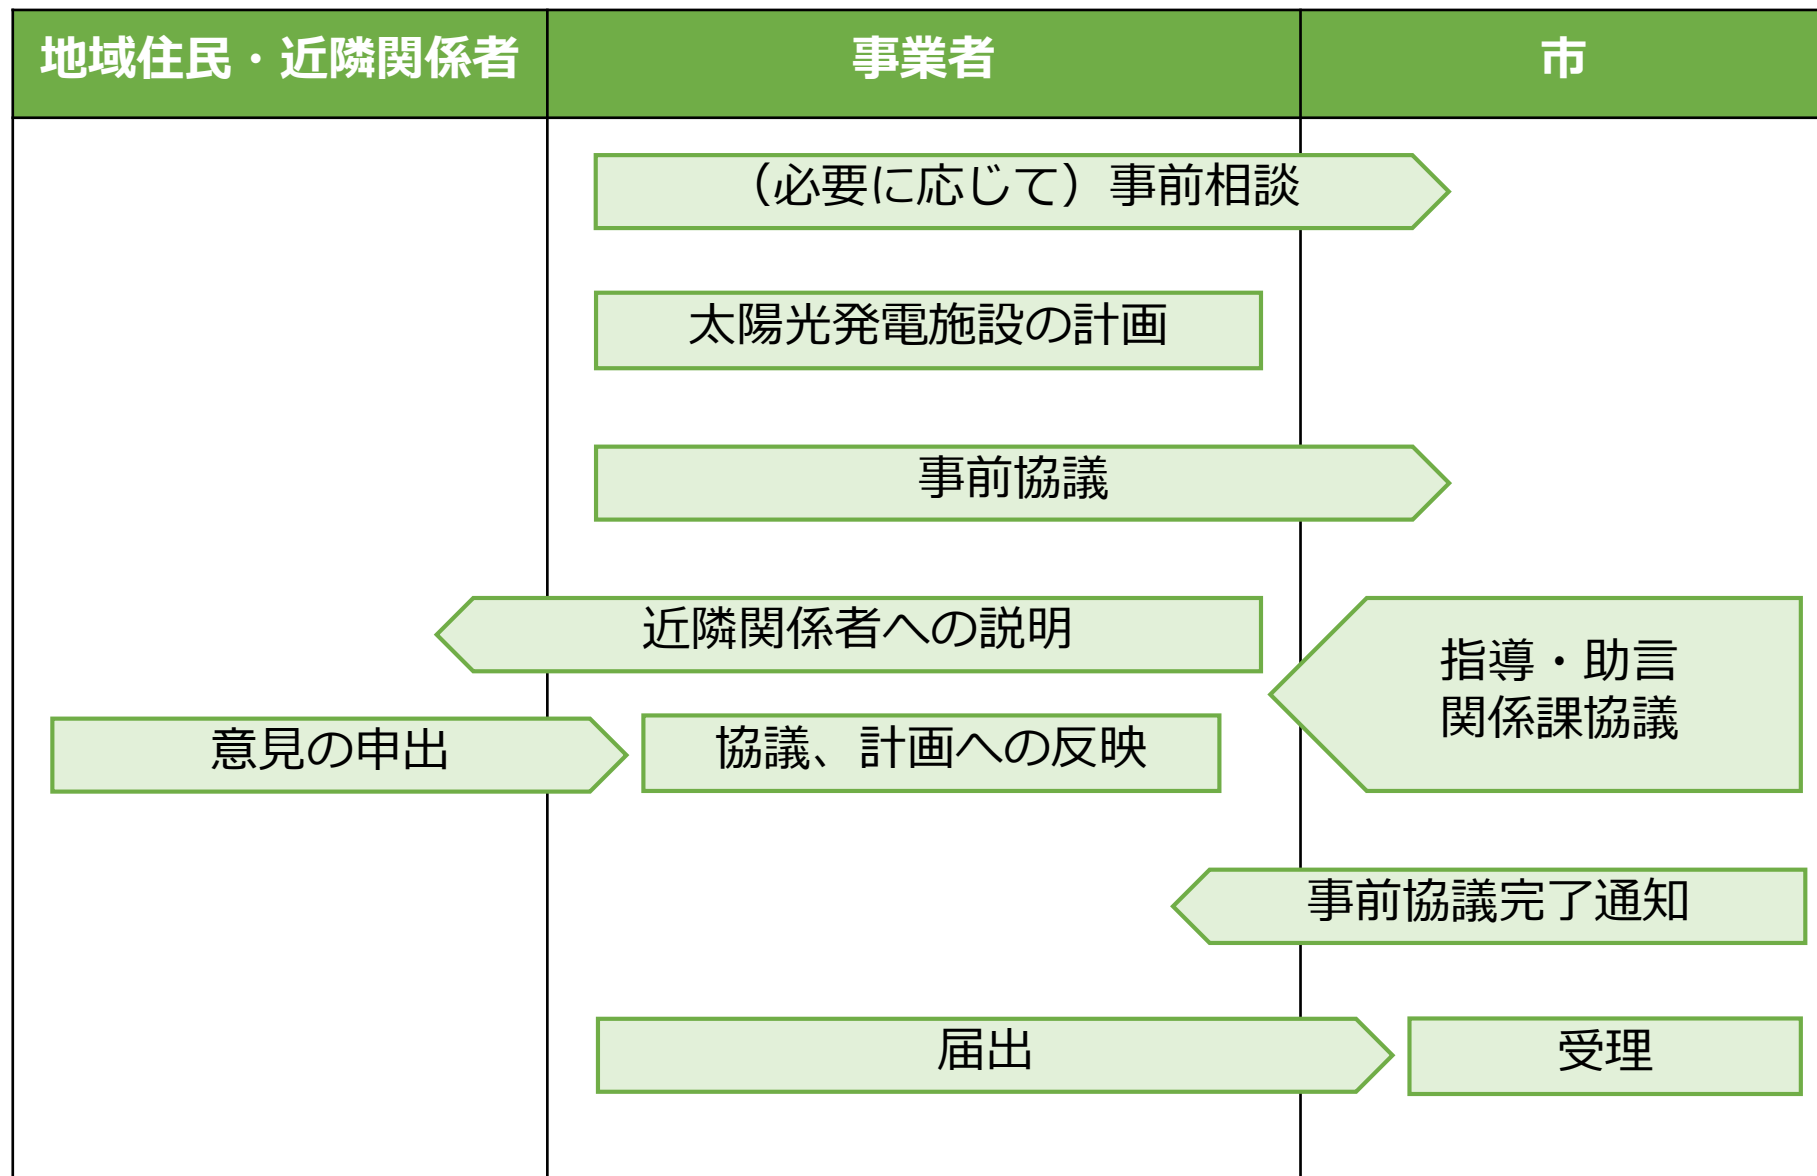 地域住民・近隣関係者
事業者
市
（必要に応じて）事前相談
太陽光発電施設の計画
事前協議
近隣関係者への説明
指導・助言
関係課協議
意見の申出
協議、計画への反映
事前協議完了通知
届出
受理